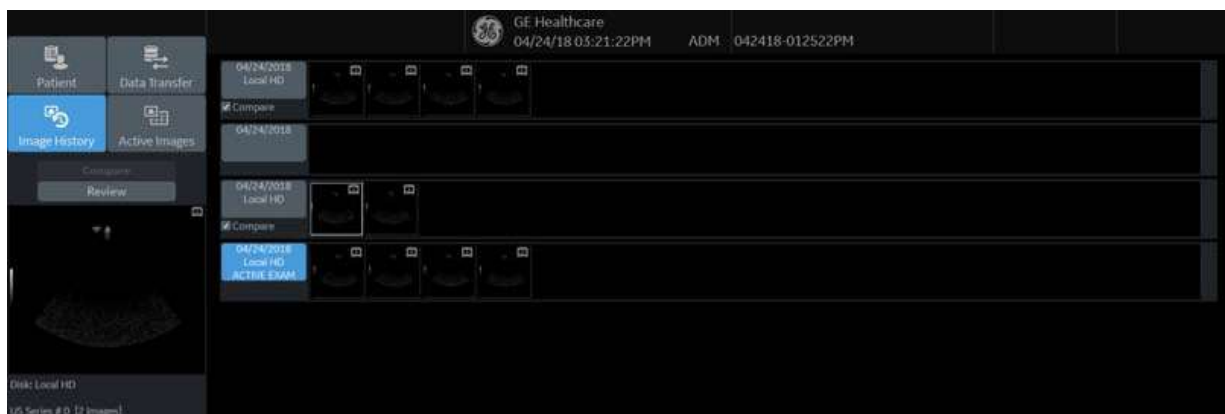 GE Healthcare
04/24/18 03:21:22PM ADM 042418-012522PM
Patient
Data Transfer
Image History
Active Images
Compare
Review
Disk: Local HD
US Series # 0 [2 Images]
04/24/2018
Local HD
Compare
04/24/2018
04/24/2018
Local HD
Compare
04/24/2018
Local HD
ACTIVE EXAM